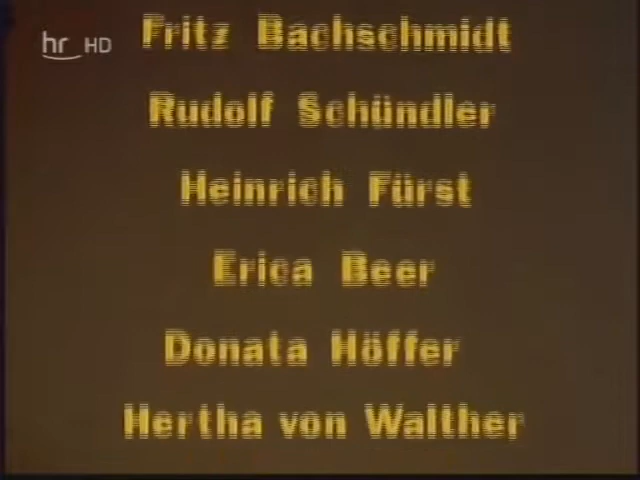 hr HD
Fritz Bachschmidt
Rudolf Schündler
Heinrich Fürst
Erica Beer
Donata Höffer
Hertha von Walther